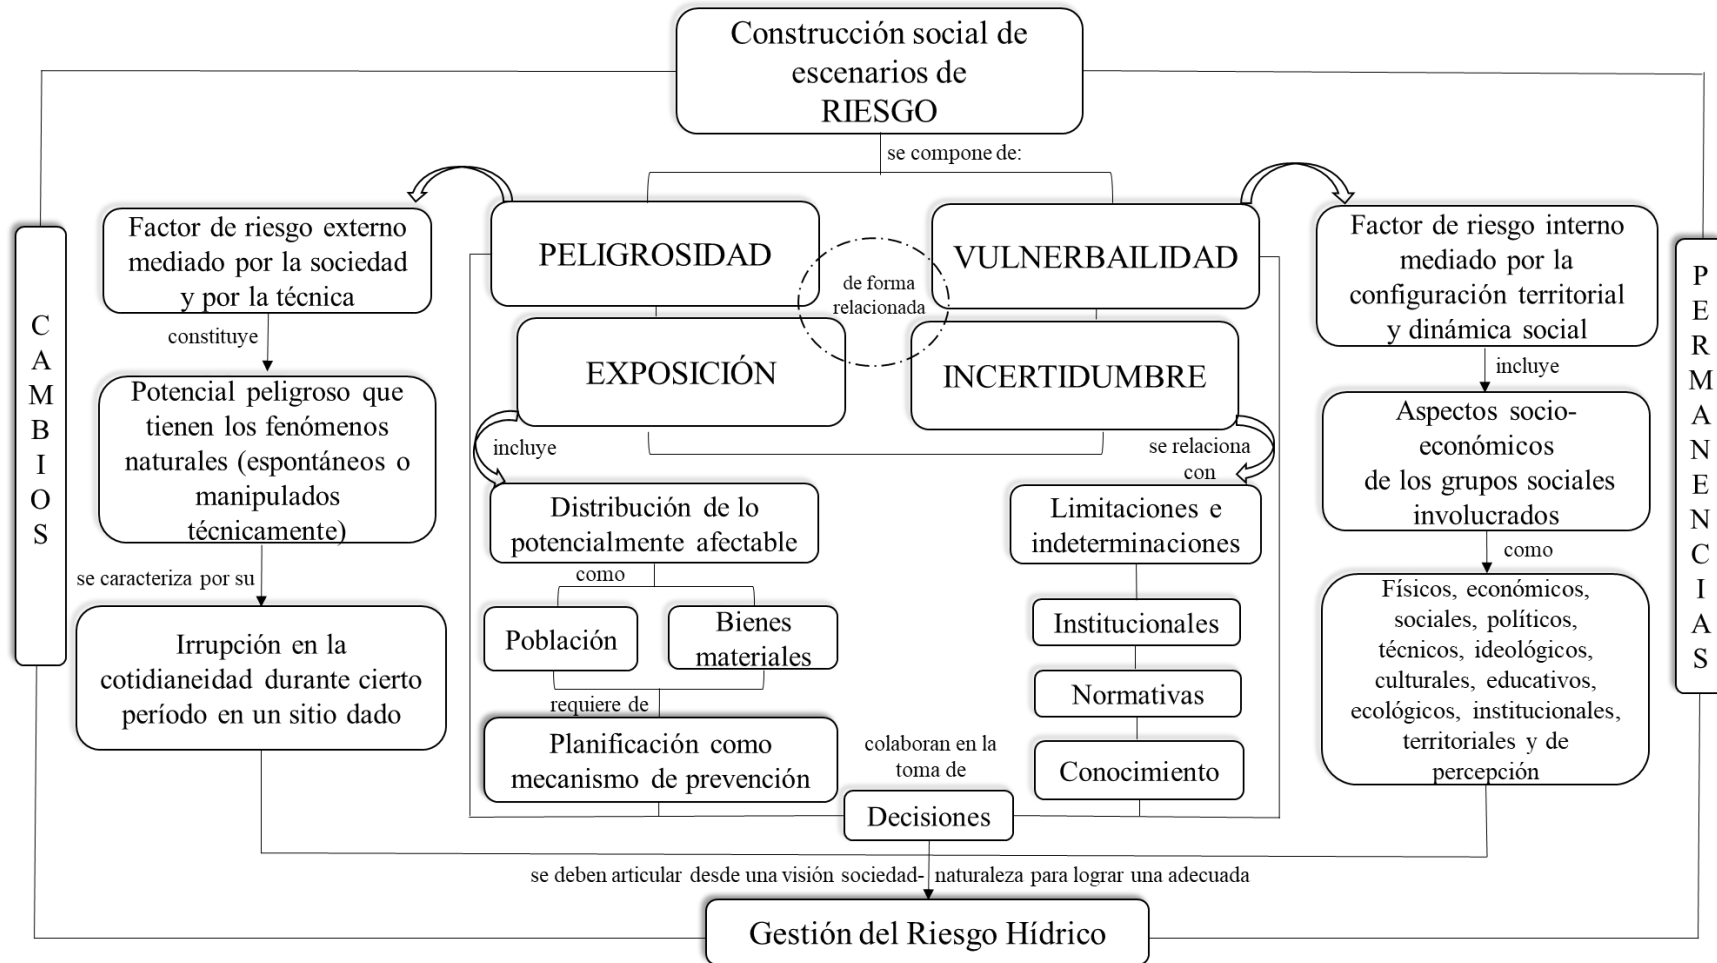 Construcción social de
escenarios de
RIESGO
se compone de:
CAMBIOS
PERMANENCIAS
Factor de riesgo externo
mediado por la sociedad
y por la técnica
constituye
Potencial peligroso que
tienen los fenómenos
naturales (espontáneos o
manipulados
técnicamente)
se caracteriza por su
Irrupción en la
cotidianeidad durante cierto
período en un sitio dado
PELIGROSIDAD
VULNERBAILIDAD
de forma
relacionada
EXPOSICIÓN
INCERTIDUMBRE
incluye
Distribución de lo
potencialmente afectable
como
Población
Bienes
materiales
requiere de
Planificación como
mecanismo de prevención
se relaciona
con
Limitaciones e
indeterminaciones
Institucionales
Normativas
Conocimiento
colaboran en la
toma de
Decisiones
Factor de riesgo interno
mediado por la
configuración territorial
y dinámica social
incluye
Aspectos socio-
económicos
de los grupos sociales
involucrados
como
Físicos, económicos,
sociales, políticos,
técnicos, ideológicos,
culturales, educativos,
ecológicos, institucionales,
territoriales y de
percepción
se deben articular desde una visión sociedad- naturaleza para lograr una adecuada
Gestión del Riesgo Hídrico